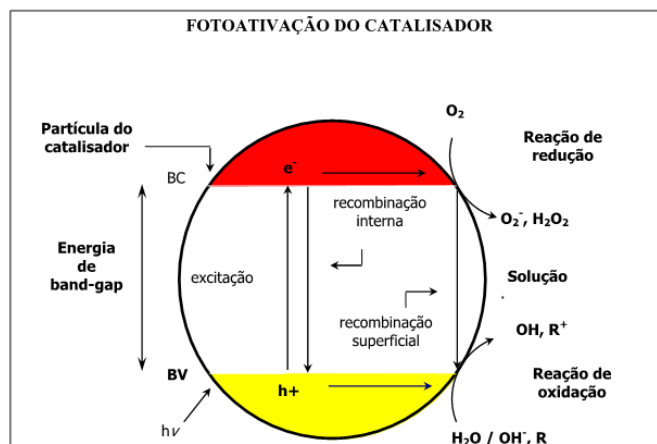 FOTOATIVAÇÃO DO CATALISADOR
Partícula do
catalisador
O₂
Reação de
redução
BC
e⁻
recombinação
interna
O₂⁻, H₂O₂
Energia
de
band-gap
excitação
Solução
recombinação
superficial
OH, R⁺
BV
h+
Reação de
oxidação
hν
H₂O / OH⁻, R